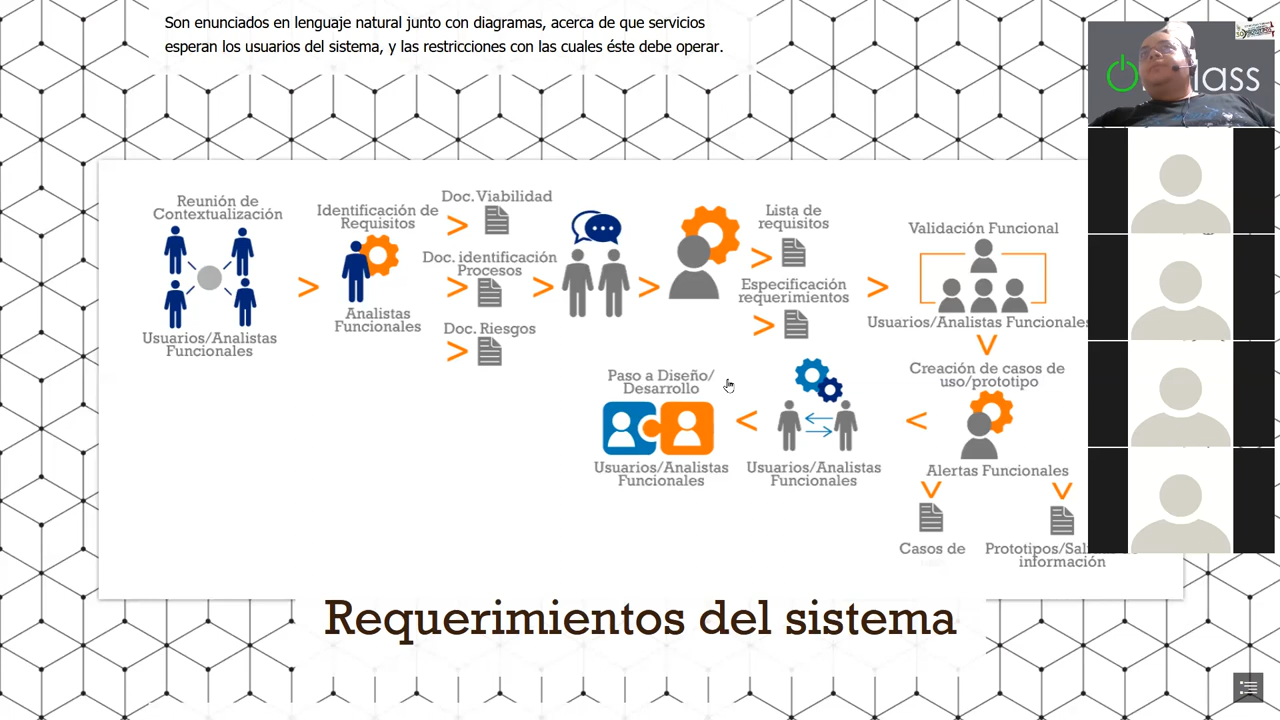 Son enunciados en lenguaje natural junto con diagramas, acerca de que servicios
esperan los usuarios del sistema, y las restricciones con las cuales éste debe operar.
Reunión de
Contextualización
Usuarios/Analistas
Funcionales
Identificación de
Requisitos
Analistas
Funcionales
Doc. Viabilidad
Doc. identificación
Procesos
Doc. Riesgos
Lista de
requisitos
Especificación
requerimientos
Validación Funcional
Usuarios/Analistas Funcionales
Creación de casos de
uso/prototipo
Alertas Funcionales
Casos de
Prototipos/Sal
información
Usuarios/Analistas
Funcionales
Paso a Diseño/
Desarrollo
Usuarios/Analistas
Funcionales
Requerimientos del sistema
lass